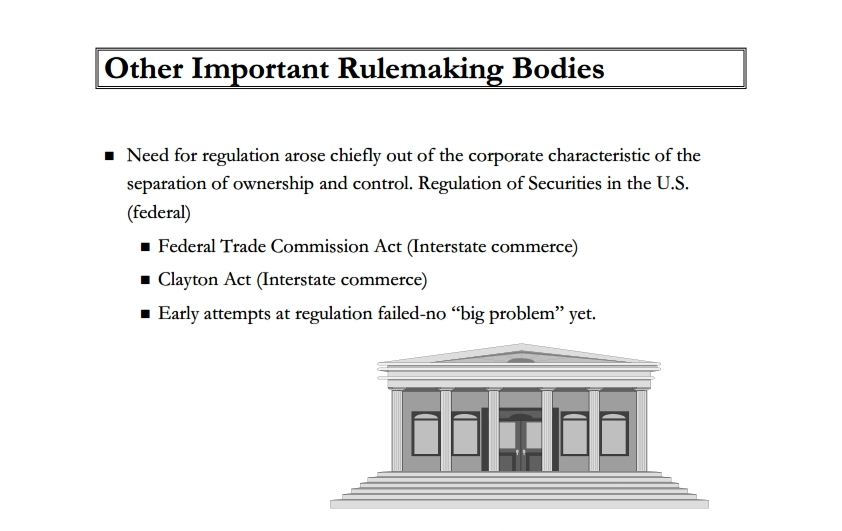 Other Important Rulemaking Bodies
■ Need for regulation arose chiefly out of the corporate characteristic of the
separation of ownership and control. Regulation of Securities in the U.S.
(federal)
■ Federal Trade Commission Act (Interstate commerce)
■ Clayton Act (Interstate commerce)
■ Early attempts at regulation failed-no “big problem” yet.